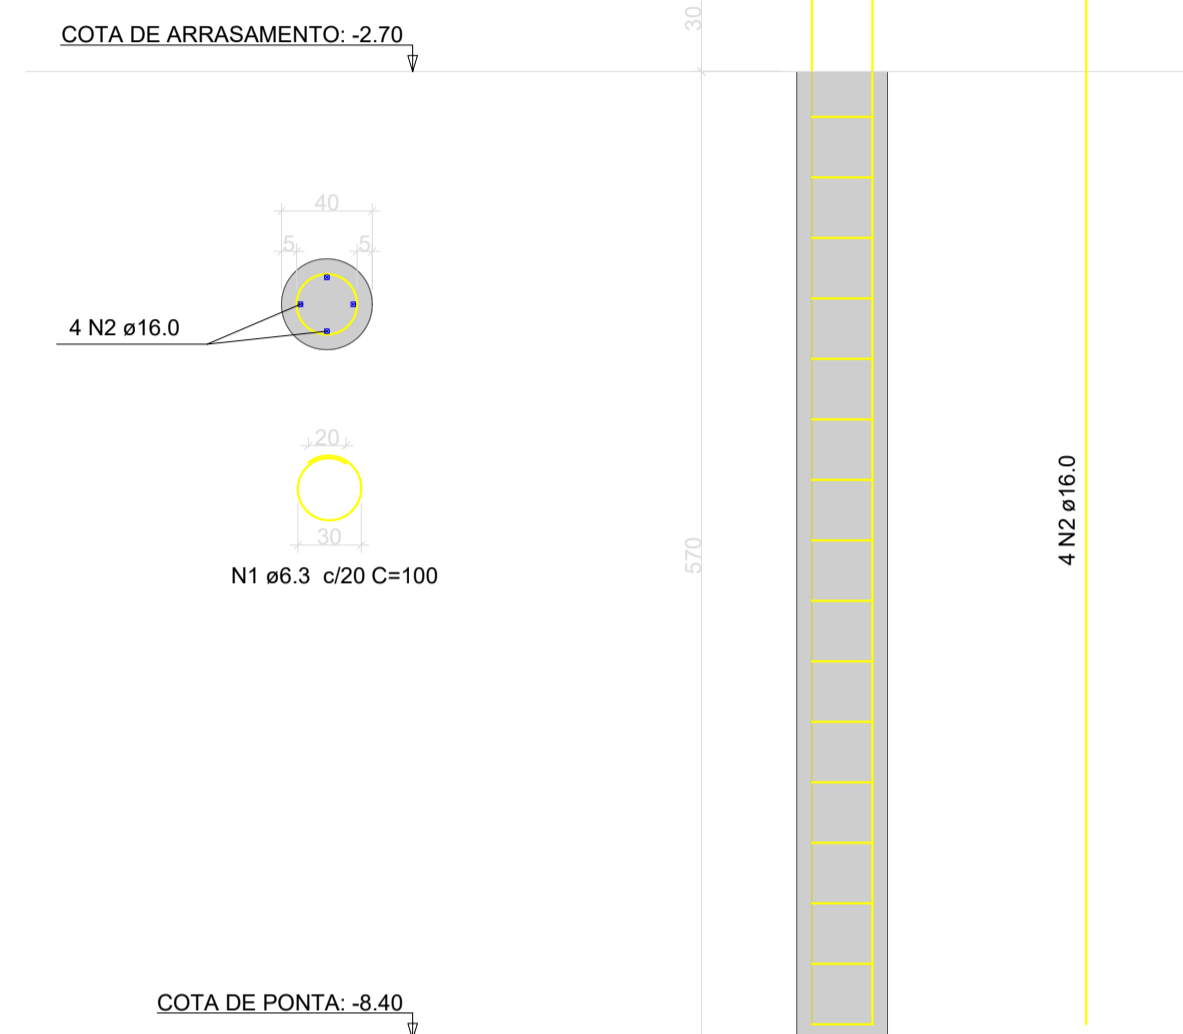 COTA DE ARRASAMENTO: -2.70
30
40
5 5
4 N2 ø16.0
20
30
N1 ø6.3 c/20 C=100
570
4 N2 ø16.0
COTA DE PONTA: -8.40